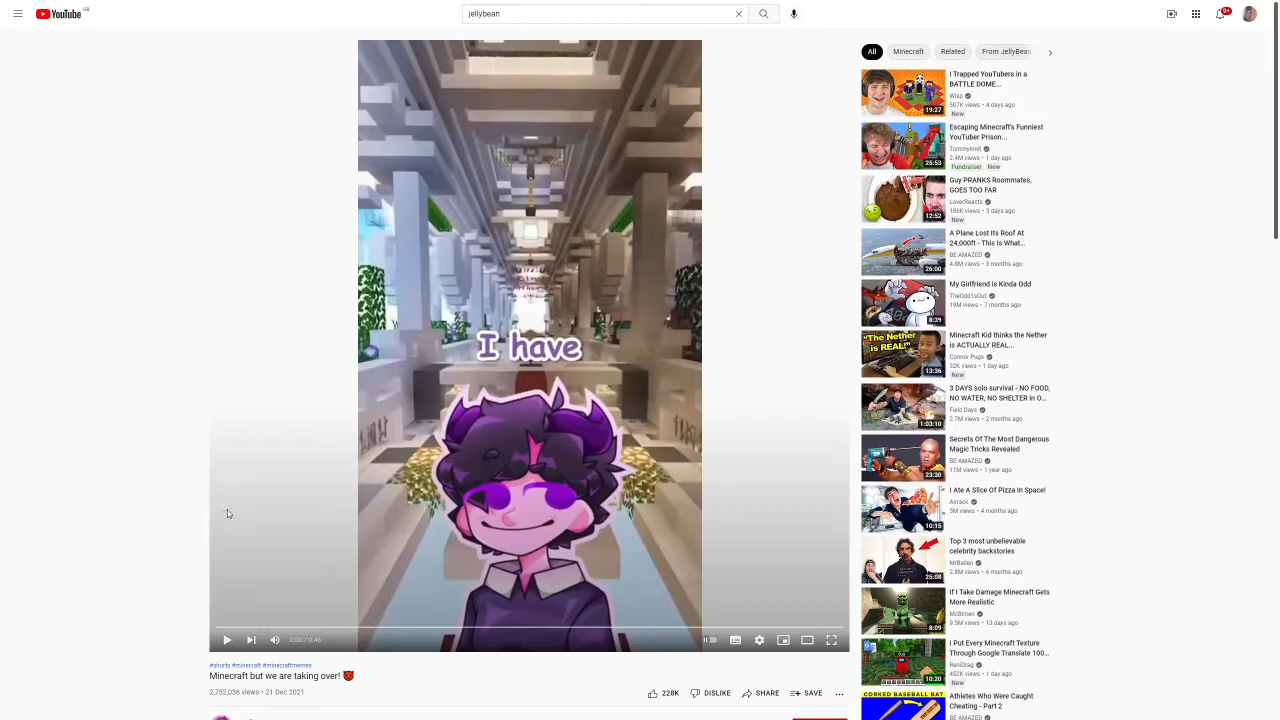 YouTube GB
jellybean
9+
All
Minecraft
Related
From JellyBean
I have
0:00 / 0:46
#shorts #minecraft #minecraftmemes
Minecraft but we are taking over! 😈
2,752,036 views • 21 Dec 2021
228K
DISLIKE
SHARE
SAVE
19:27
I Trapped YouTubers in a
BATTLE DOME...
Wisp
507K views • 4 days ago
New
25:53
Escaping Minecraft's Funniest
YouTuber Prison...
TommyInnit
2.4M views • 1 day ago
Fundraiser New
12:52
Guy PRANKS Roommates,
GOES TOO FAR
LoverReacts
186K views • 3 days ago
New
26:00
A Plane Lost Its Roof At
24,000ft - This Is What...
BE AMAZED
4.8M views • 3 months ago
8:39
My Girlfriend is Kinda Odd
TheOdd1sOut
19M views • 7 months ago
"The Nether
is REAL!"
13:36
Minecraft Kid thinks the Nether
is ACTUALLY REAL...
Connor Pugs
32K views • 1 day ago
New
1:03:10
3 DAYS solo survival - NO FOOD,
NO WATER, NO SHELTER in O...
Field Days
2.7M views • 2 months ago
23:30
Secrets Of The Most Dangerous
Magic Tricks Revealed
BE AMAZED
11M views • 1 year ago
10:15
I Ate A Slice Of Pizza In Space!
Airrack
5M views • 4 months ago
25:08
Top 3 most unbelievable
celebrity backstories
MrBallen
2.8M views • 6 months ago
8:09
If I Take Damage Minecraft Gets
More Realistic
McBirken
9.5M views • 13 days ago
10:20
I Put Every Minecraft Texture
Through Google Translate 100...
ReniDrag
452K views • 1 day ago
New
CORKED BASEBALL BAT
Athletes Who Were Caught
Cheating - Part 2
BE AMAZED